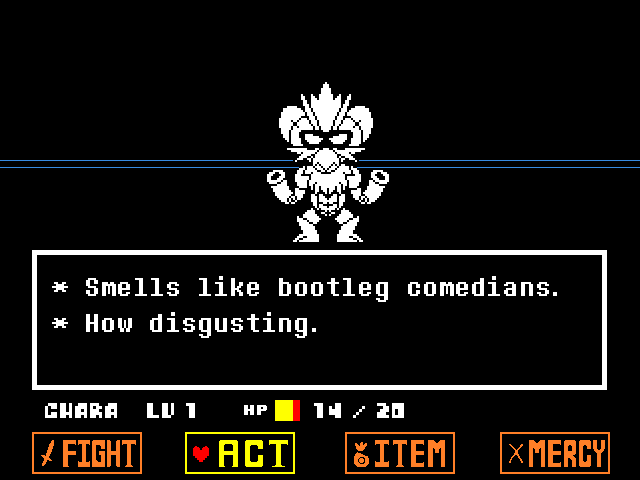 * Smells like bootleg comedians.
* How disgusting.
CHARA LV 1 HP 14 / 20
FIGHT ACT ITEM MERCY